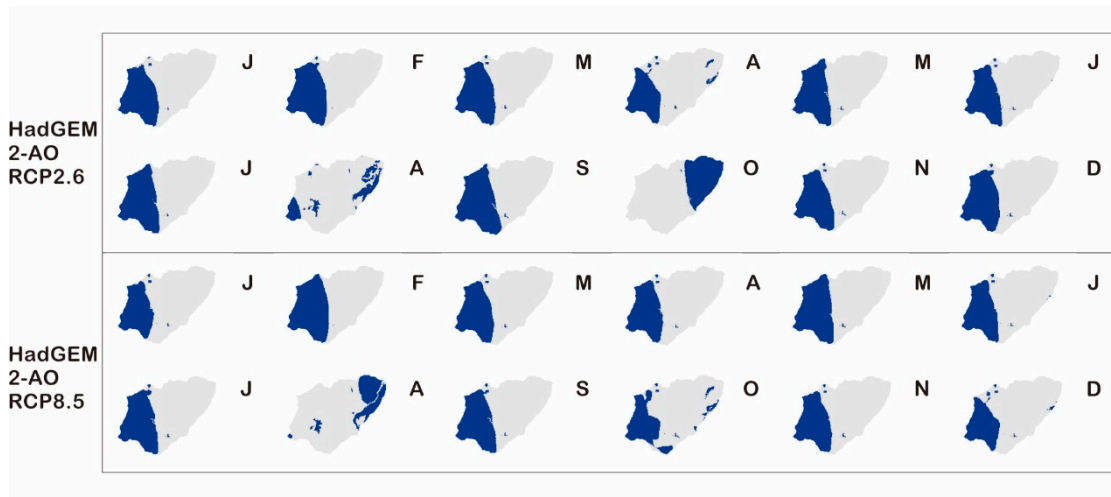 J F M A M J
HadGEM
2-AO
RCP2.6
J A S O N D
J F M A M J
HadGEM
2-AO
RCP8.5
J A S O N D